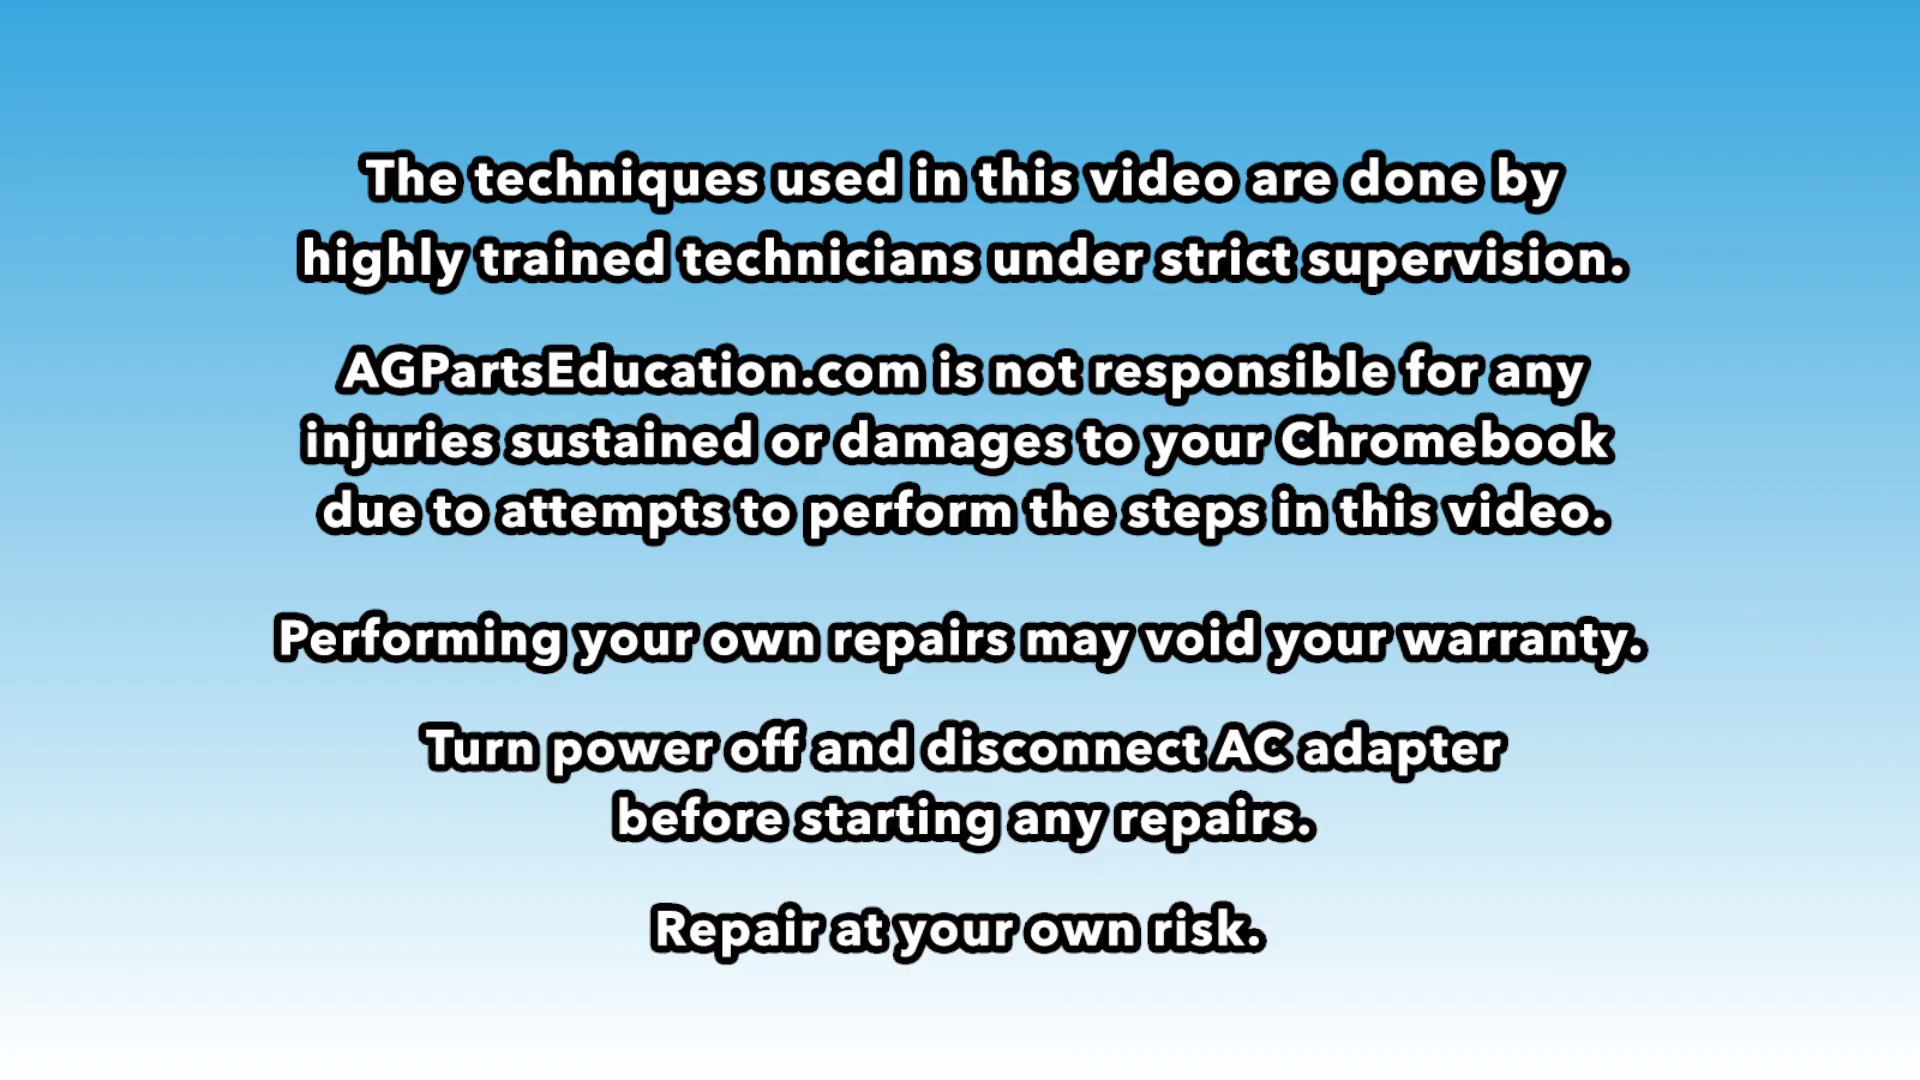 The techniques used in this video are done by
highly trained technicians under strict supervision.
AGPartsEducation.com is not responsible for any
injuries sustained or damages to your Chromebook
due to attempts to perform the steps in this video.
Performing your own repairs may void your warranty.
Turn power off and disconnect AC adapter
before starting any repairs.
Repair at your own risk.